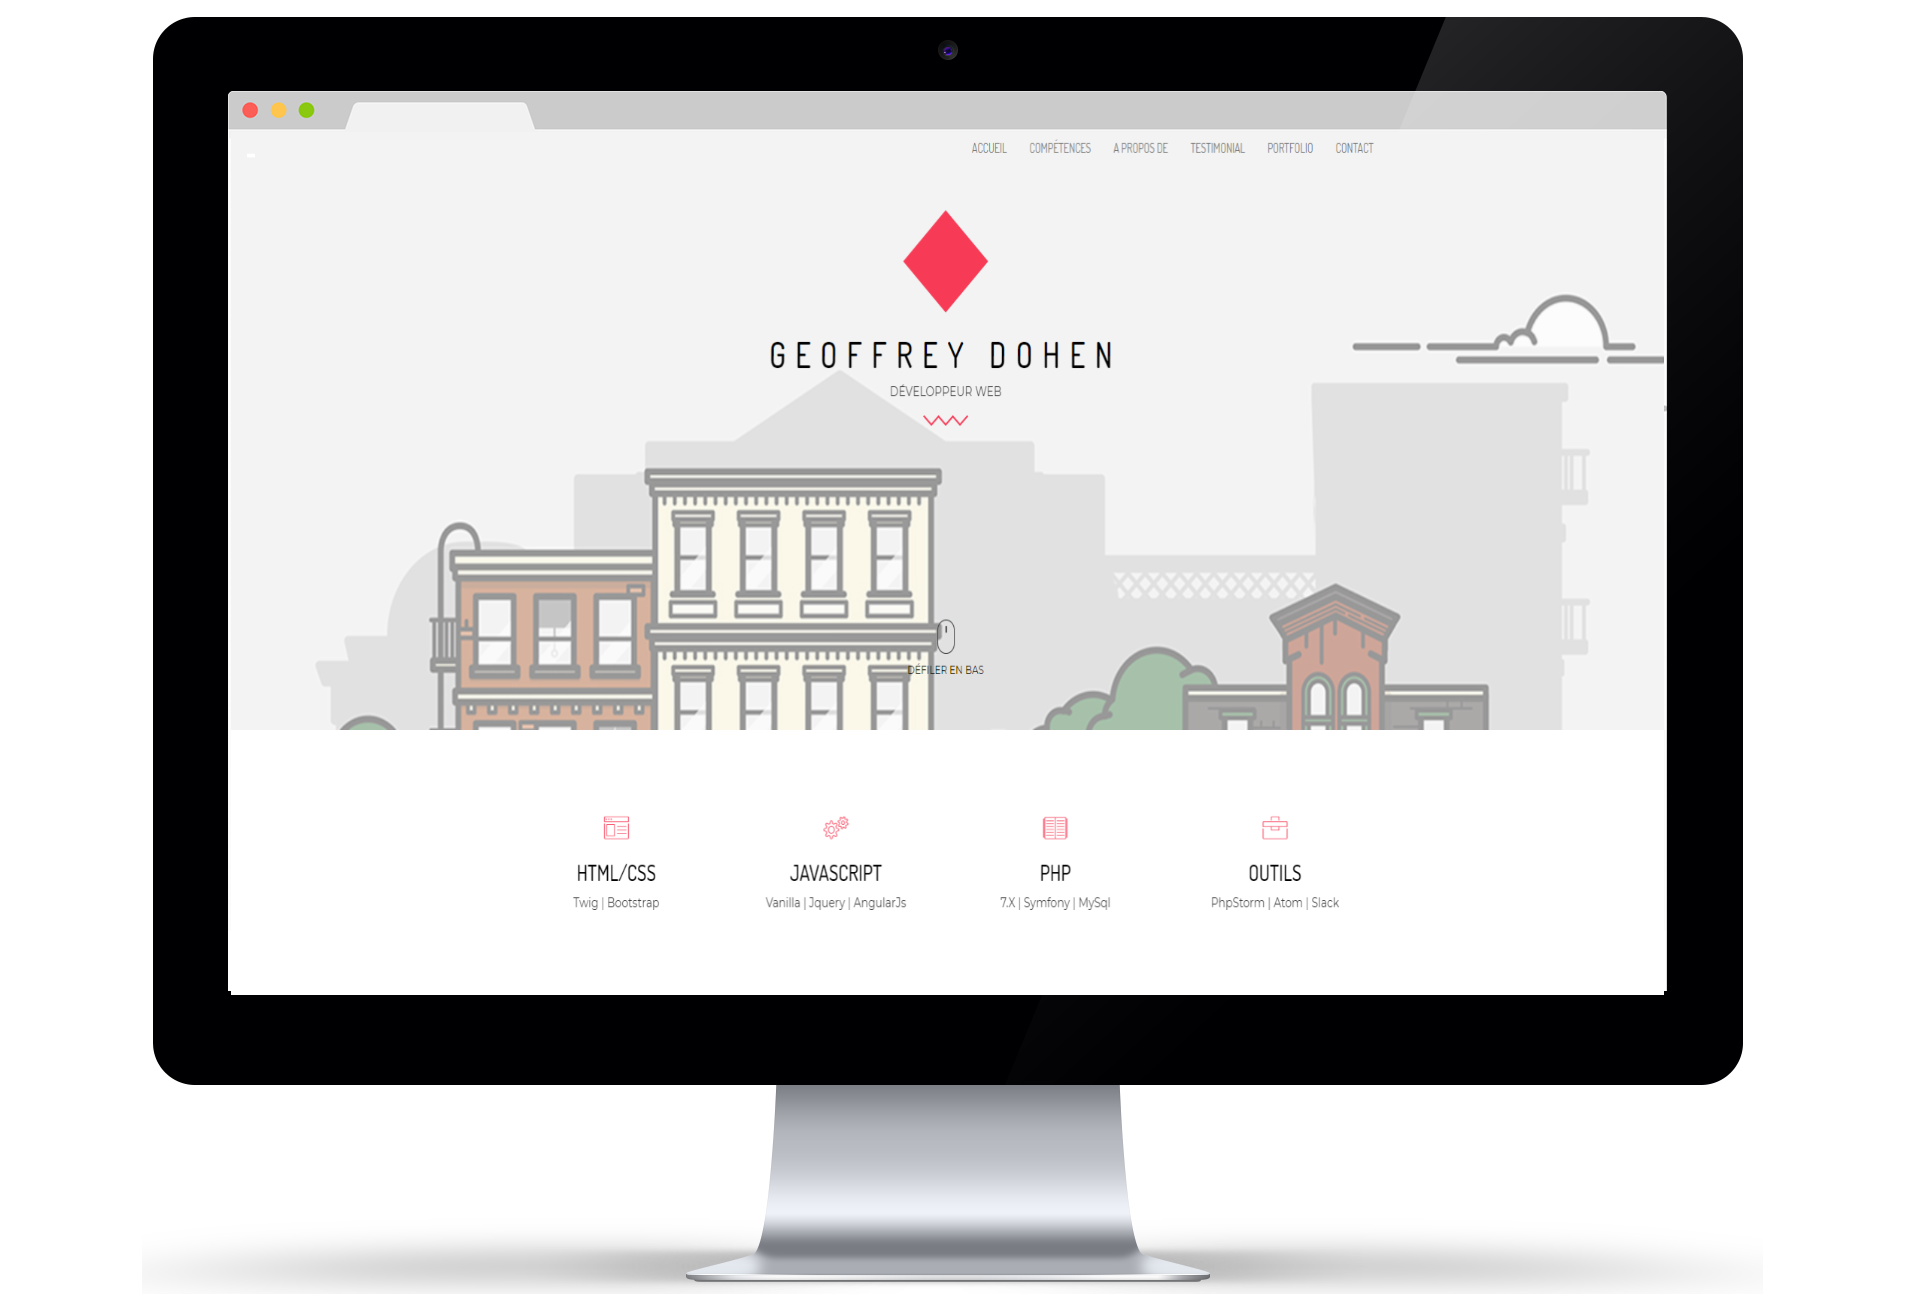 ACCUEIL COMPÉTENCES A PROPOS DE TESTIMONIAL PORTFOLIO CONTACT
GEOFFREY DOHEN
DÉVELOPPEUR WEB
DÉFILER EN BAS
HTML/CSS JAVASCRIPT PHP OUTILS
Twig | Bootstrap Vanilla | Jquery | AngularJs 7.X | Symfony | MySql PhpStorm | Atom | Slack